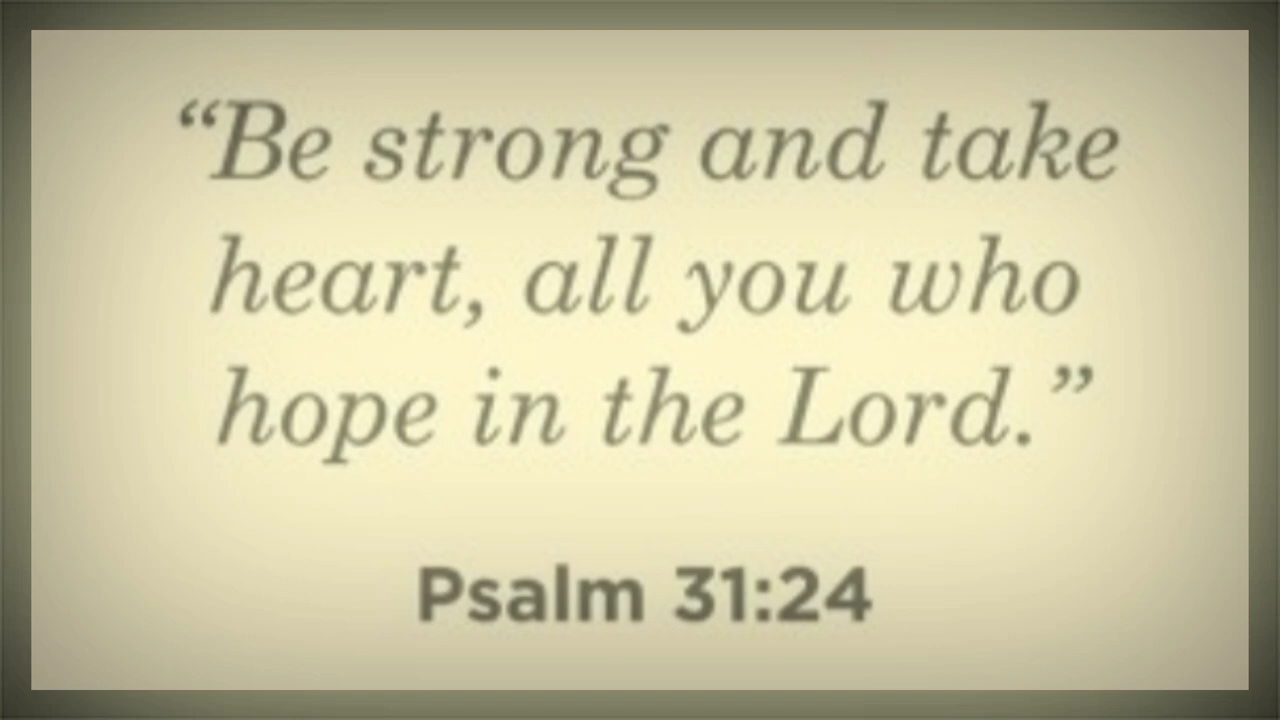 “Be strong and take
heart, all you who
hope in the Lord.”
Psalm 31:24